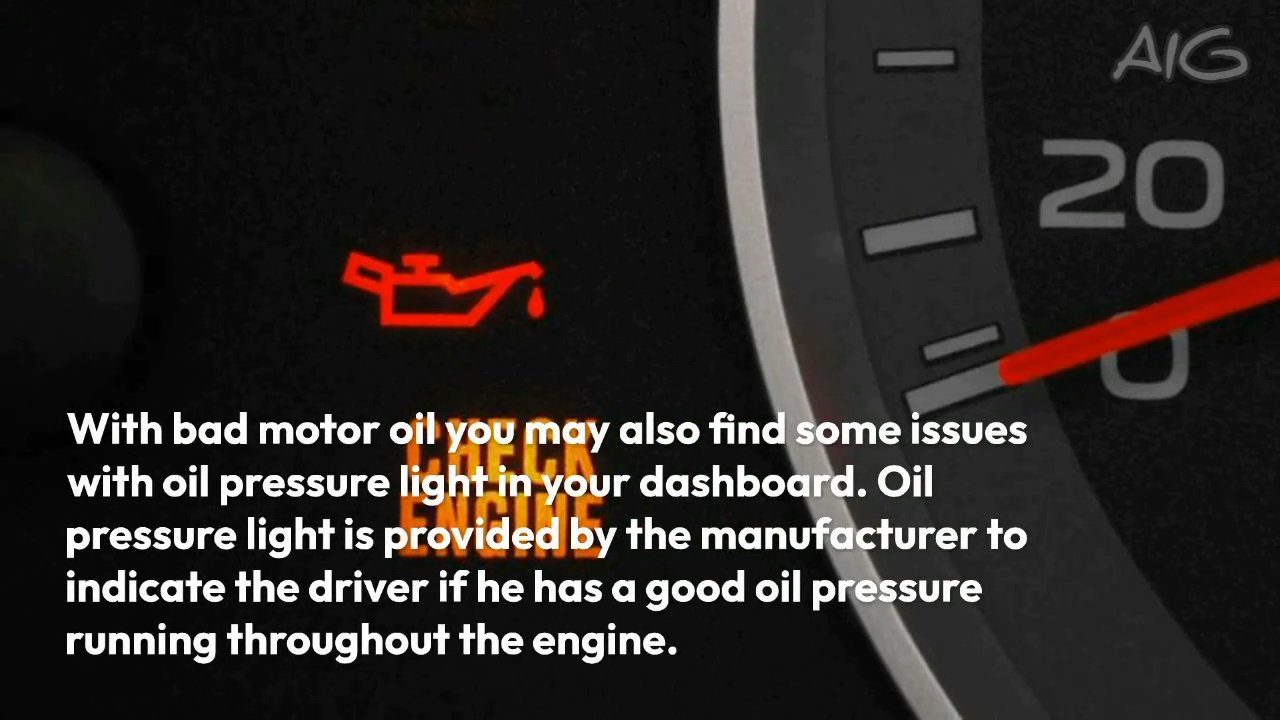 AIG
20
0
CHECK
ENGINE
With bad motor oil you may also find some issues
with oil pressure light in your dashboard. Oil
pressure light is provided by the manufacturer to
indicate the driver if he has a good oil pressure
running throughout the engine.